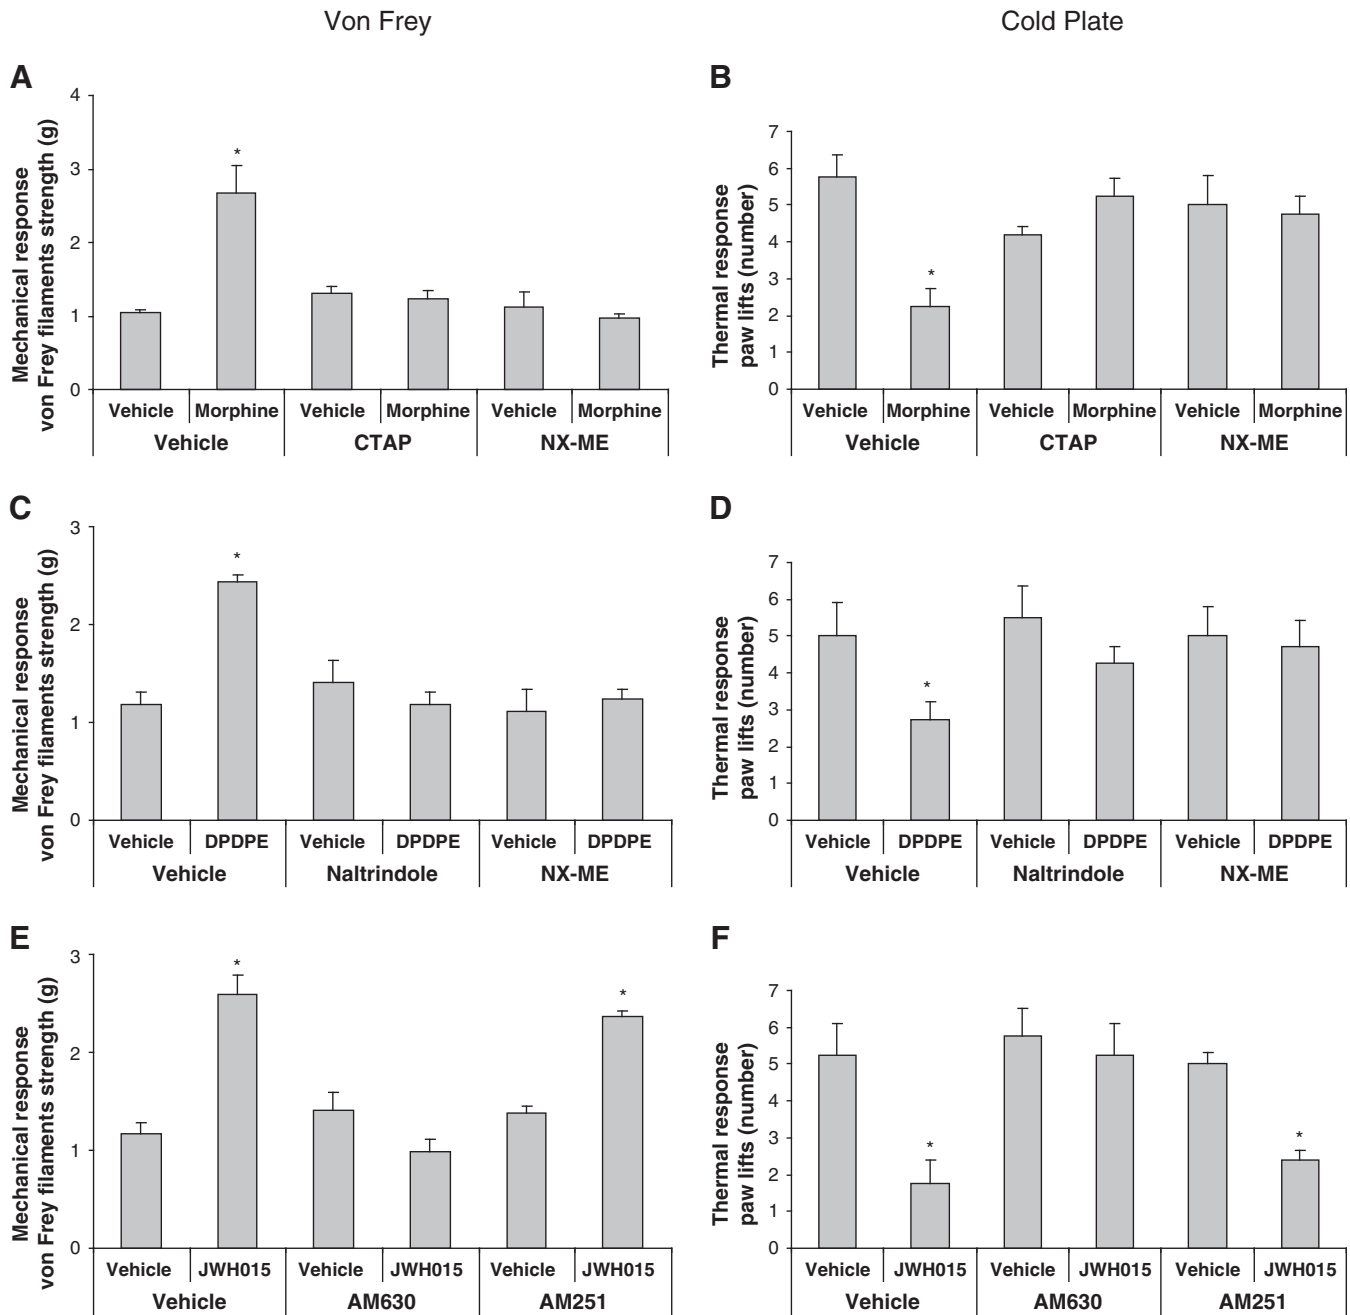 Von Frey
Cold Plate
A
Mechanical response
von Frey filaments strength (g)
4
3
2
1
0
*
Vehicle Morphine Vehicle Morphine Vehicle Morphine
Vehicle CTAP NX-ME
B
Thermal response
paw lifts (number)
7
6
5
4
3
2
1
0
*
Vehicle Morphine Vehicle Morphine Vehicle Morphine
Vehicle CTAP NX-ME
C
Mechanical response
von Frey filaments strength (g)
3
2
1
0
*
Vehicle DPDPE Vehicle DPDPE Vehicle DPDPE
Vehicle Naltrindole NX-ME
D
Thermal response
paw lifts (number)
7
6
5
4
3
2
1
0
*
Vehicle DPDPE Vehicle DPDPE Vehicle DPDPE
Vehicle Naltrindole NX-ME
E
Mechanical response
von Frey filaments strength (g)
3
2
1
0
*
*
Vehicle JWH015 Vehicle JWH015 Vehicle JWH015
Vehicle AM630 AM251
F
Thermal response
paw lifts (number)
7
6
5
4
3
2
1
0
*
*
Vehicle JWH015 Vehicle JWH015 Vehicle JWH015
Vehicle AM630 AM251